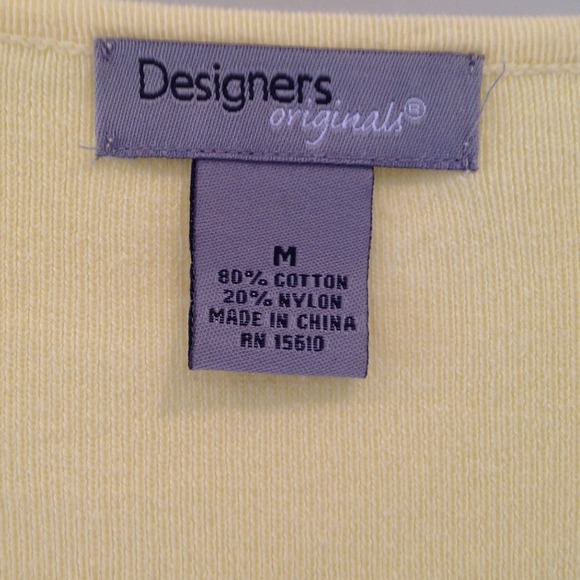 Designers
originals®
M
80% COTTON
20% NYLON
MADE IN CHINA
RN 15610